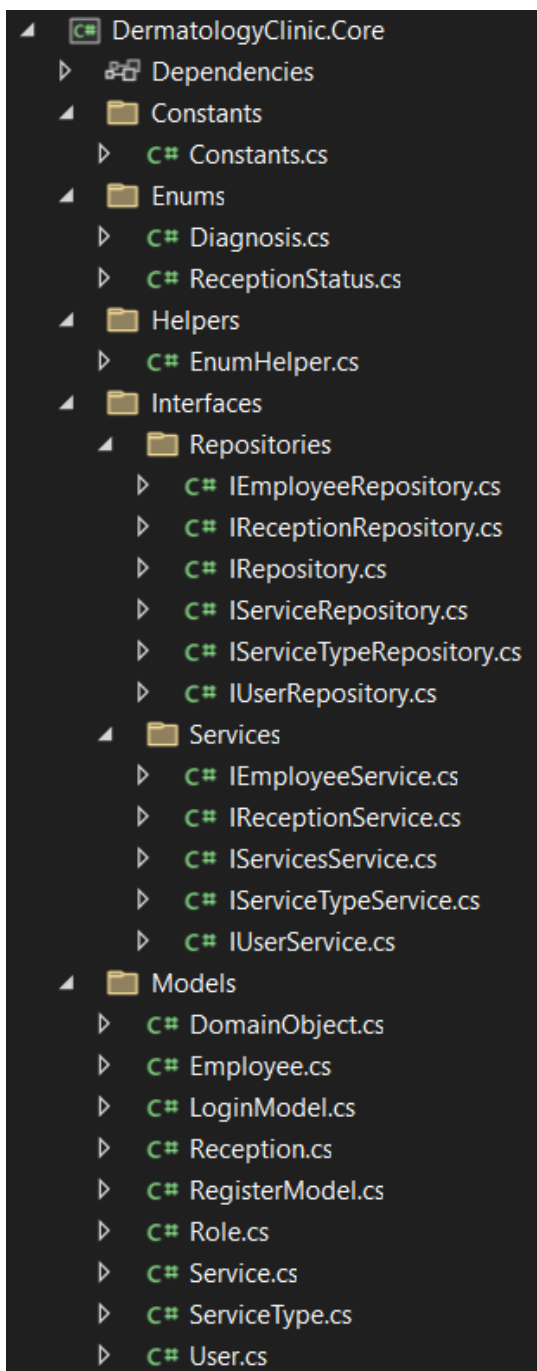 C# DermatologyClinic.Core
Dependencies
Constants
C# Constants.cs
Enums
C# Diagnosis.cs
C# ReceptionStatus.cs
Helpers
C# EnumHelper.cs
Interfaces
Repositories
C# IEmployeeRepository.cs
C# IReceptionRepository.cs
C# IRepository.cs
C# IServiceRepository.cs
C# IServiceTypeRepository.cs
C# IUserRepository.cs
Services
C# IEmployeeService.cs
C# IReceptionService.cs
C# IServicesService.cs
C# IServiceTypeService.cs
C# IUserService.cs
Models
C# DomainObject.cs
C# Employee.cs
C# LoginModel.cs
C# Reception.cs
C# RegisterModel.cs
C# Role.cs
C# Service.cs
C# ServiceType.cs
C# User.cs